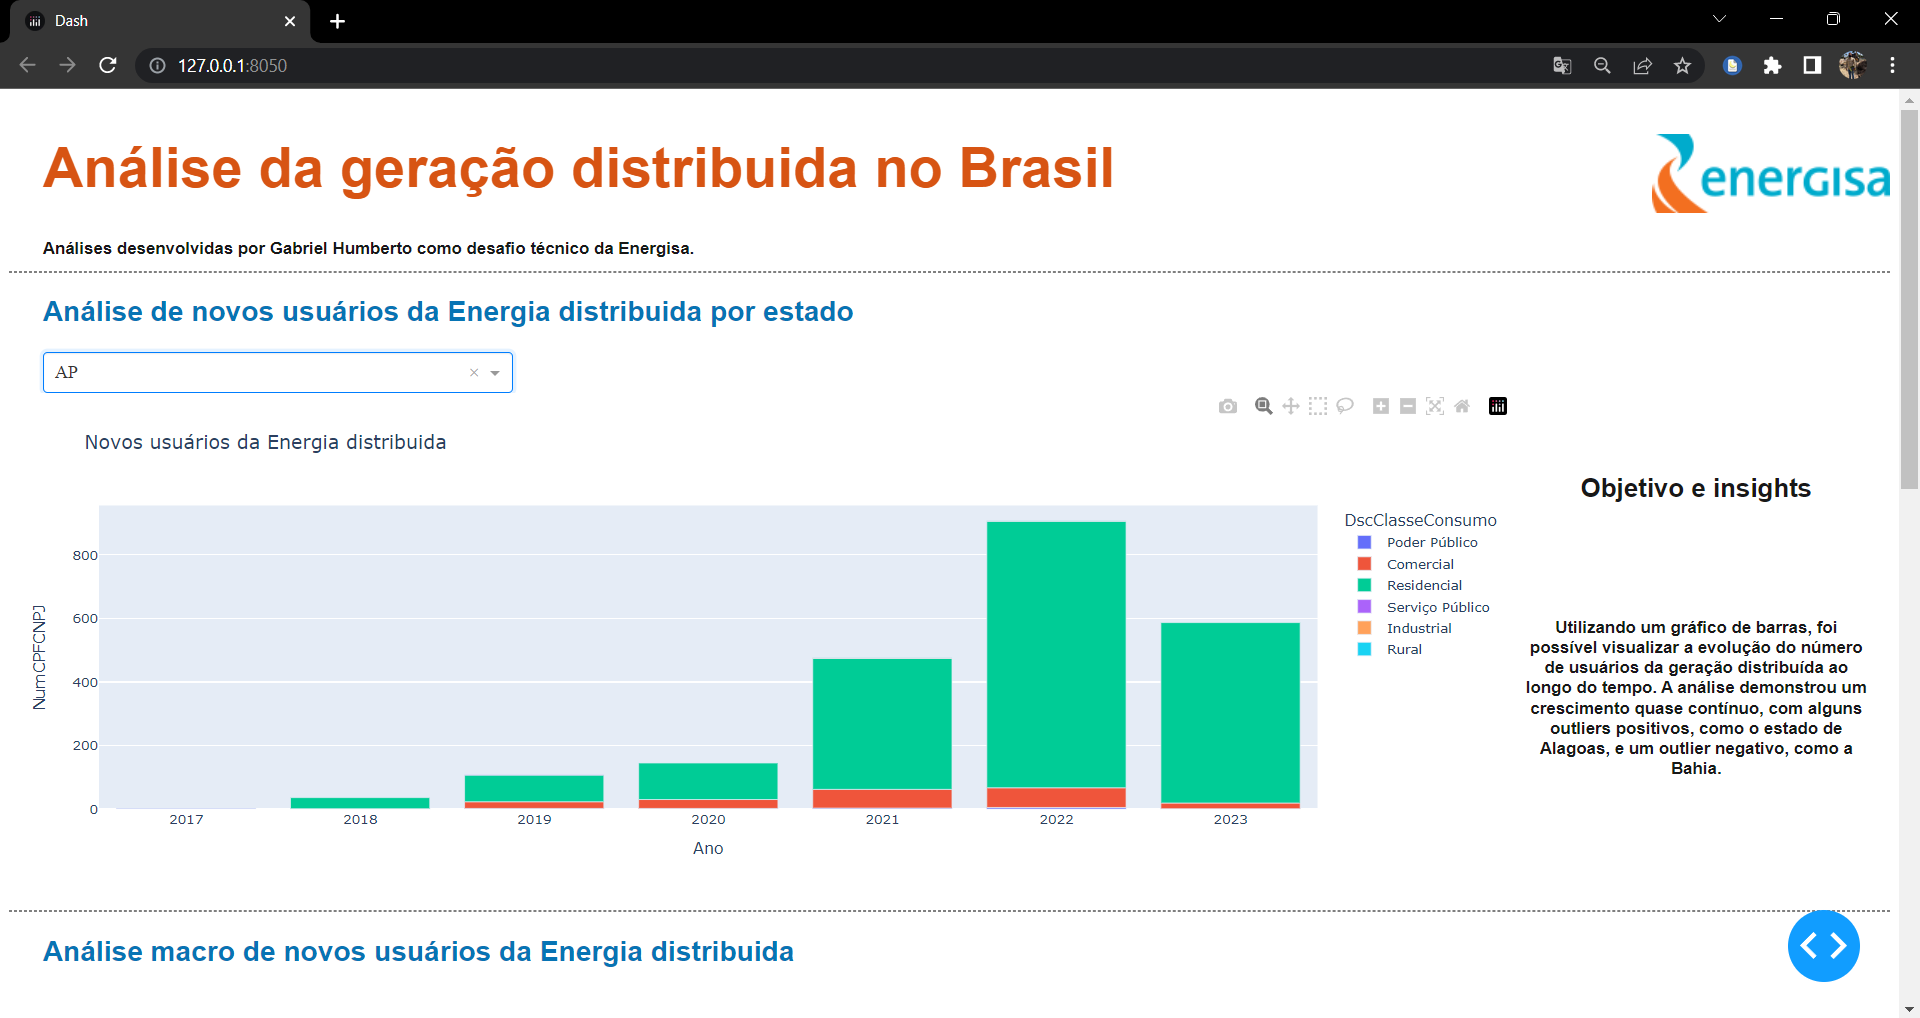 Dash
127.0.0.1:8050
Análise da geração distribuida no Brasil
energisa
Análises desenvolvidas por Gabriel Humberto como desafio técnico da Energisa.
Análise de novos usuários da Energia distribuida por estado
AP
Novos usuários da Energia distribuida
Objetivo e insights
NumCPFCNPJ
800
600
400
200
0
2017 2018 2019 2020 2021 2022 2023
Ano
DscClasseConsumo
Poder Público
Comercial
Residencial
Serviço Público
Industrial
Rural
Utilizando um gráfico de barras, foi
possível visualizar a evolução do número
de usuários da geração distribuída ao
longo do tempo. A análise demonstrou um
crescimento quase contínuo, com alguns
outliers positivos, como o estado de
Alagoas, e um outlier negativo, como a
Bahia.
Análise macro de novos usuários da Energia distribuida